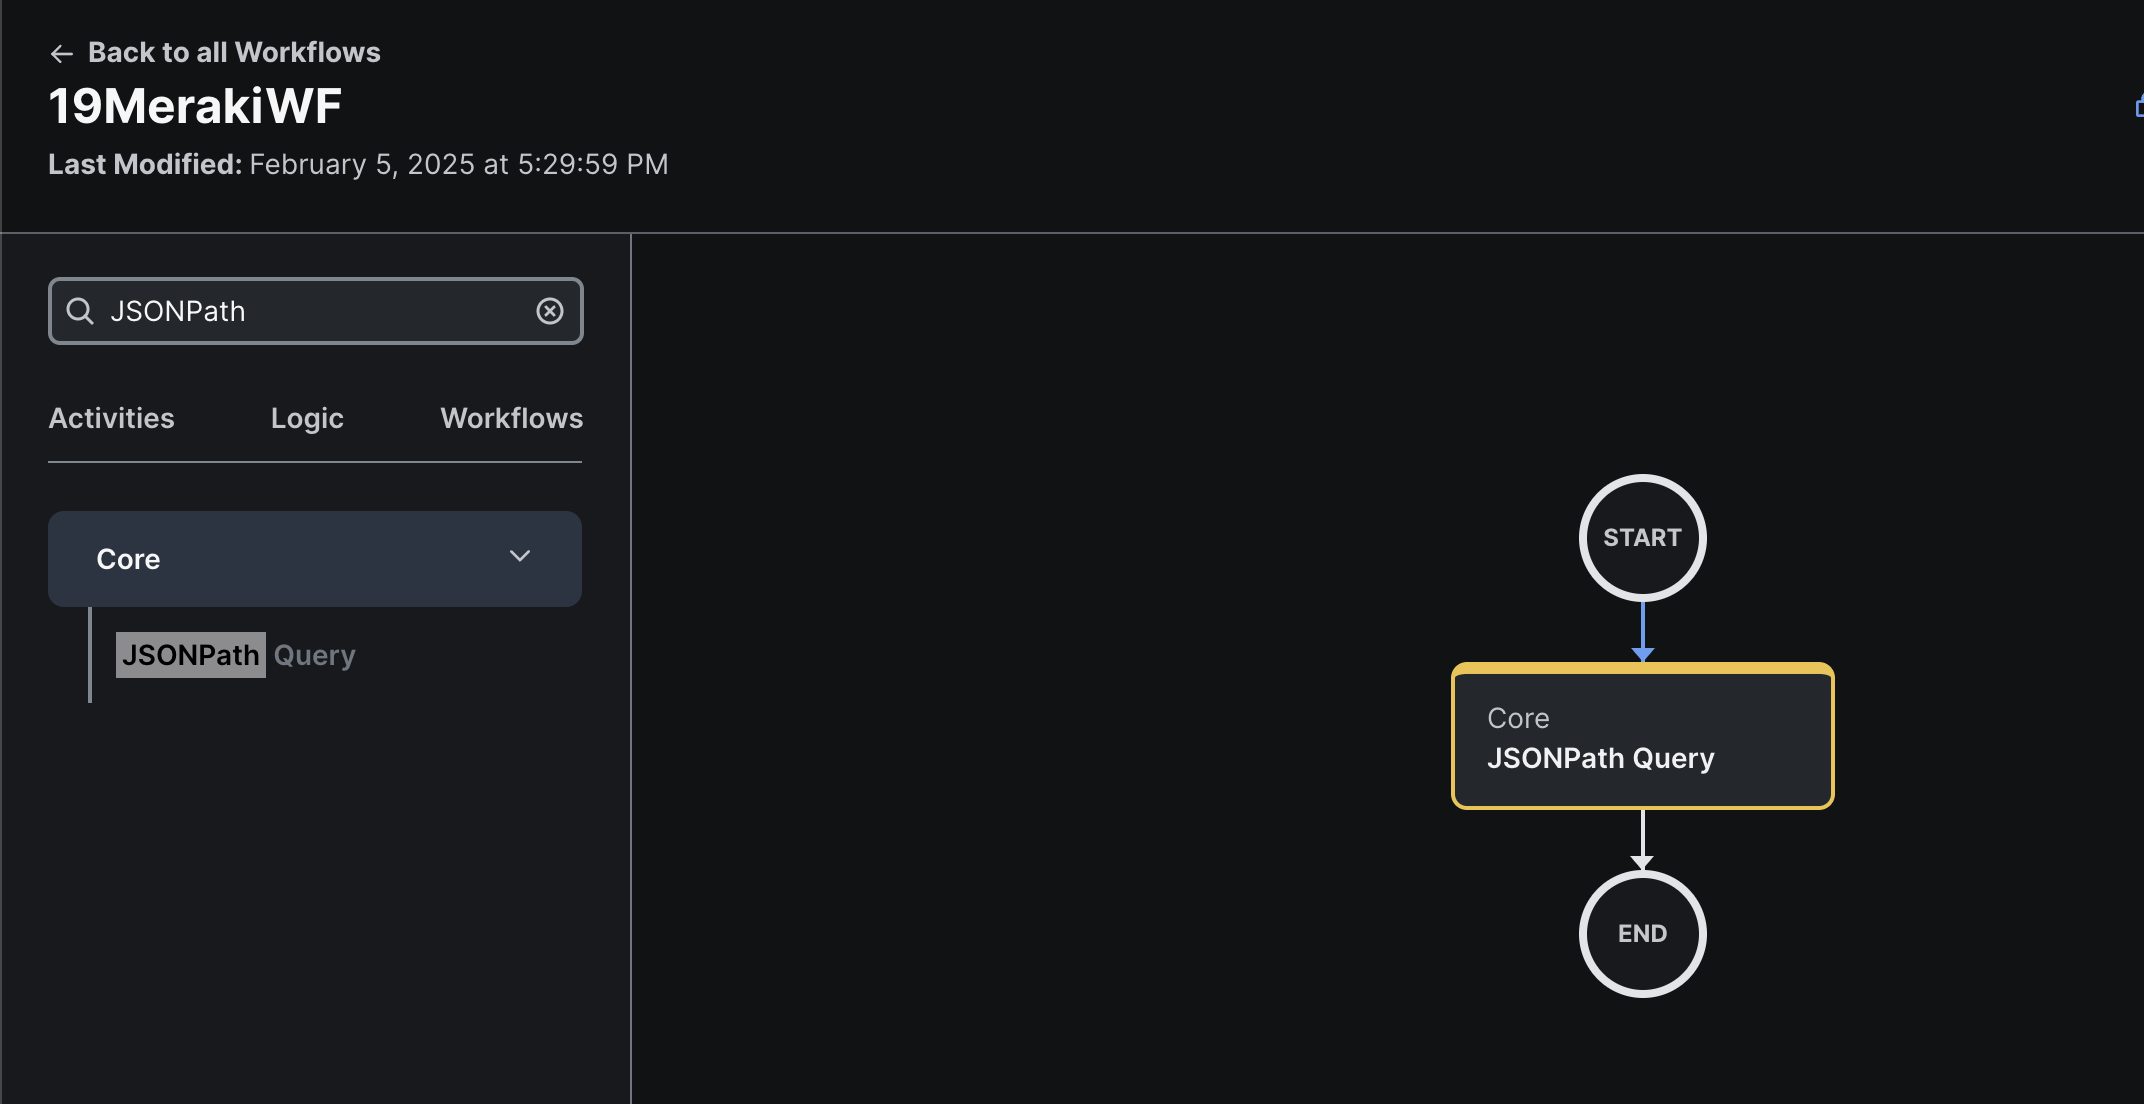 Back to all Workflows
19MerakiWF
Last Modified: February 5, 2025 at 5:29:59 PM
JSONPath
Activities Logic Workflows
Core
JSONPath Query
START
Core
JSONPath Query
END